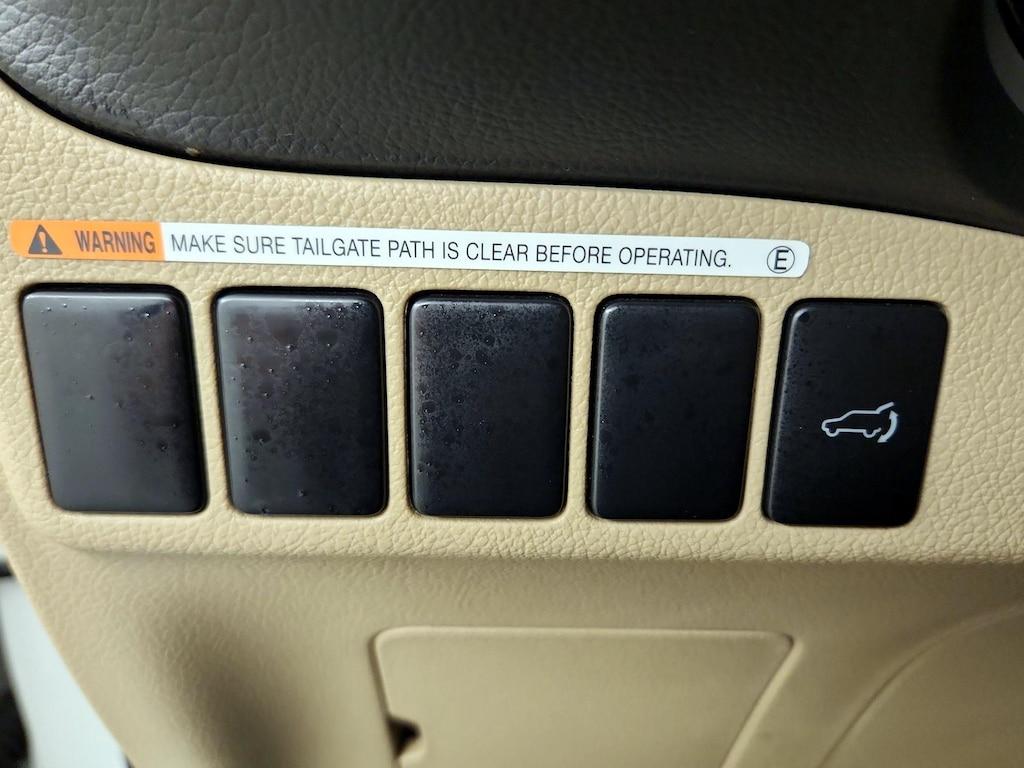 WARNING MAKE SURE TAILGATE PATH IS CLEAR BEFORE OPERATING. E